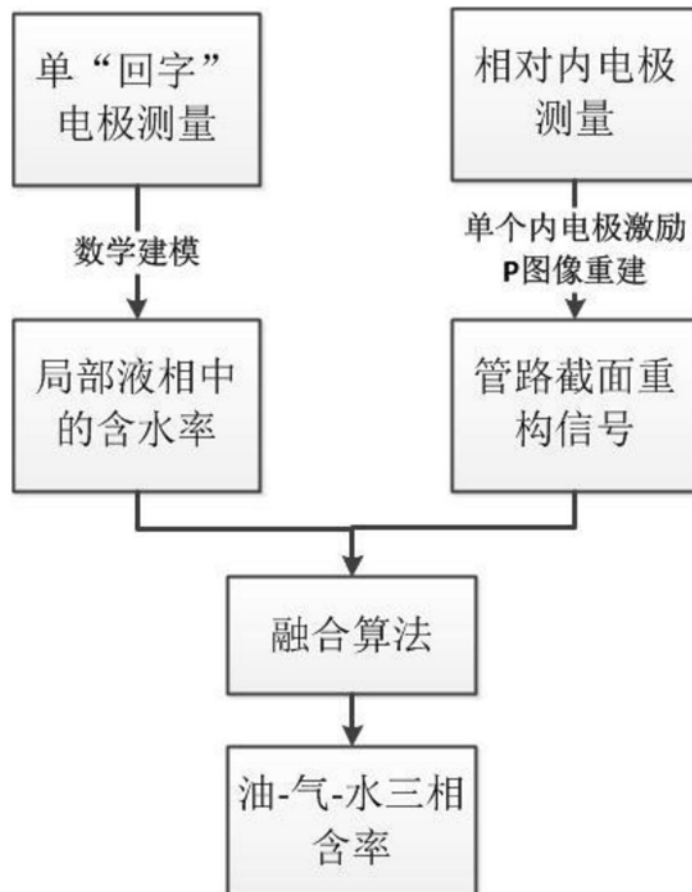 单“回字”
电极测量
相对内电极
测量
数学建模
单个内电极激励
P图像重建
局部液相中
的含水率
管路截面重
构信号
融合算法
油-气-水三相
含率